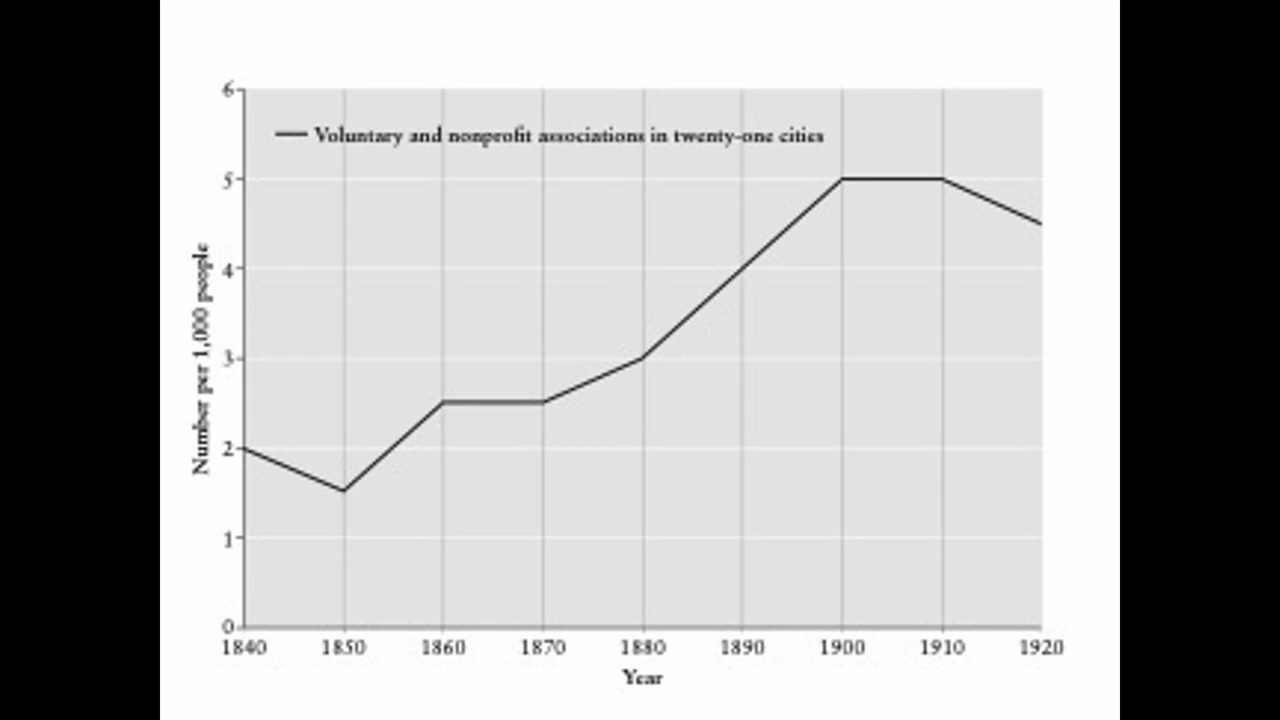 6
Voluntary and nonprofit associations in twenty-one cities
5
4
3
2
1
0
Number per 1,000 people
1840 1850 1860 1870 1880 1890 1900 1910 1920
Year